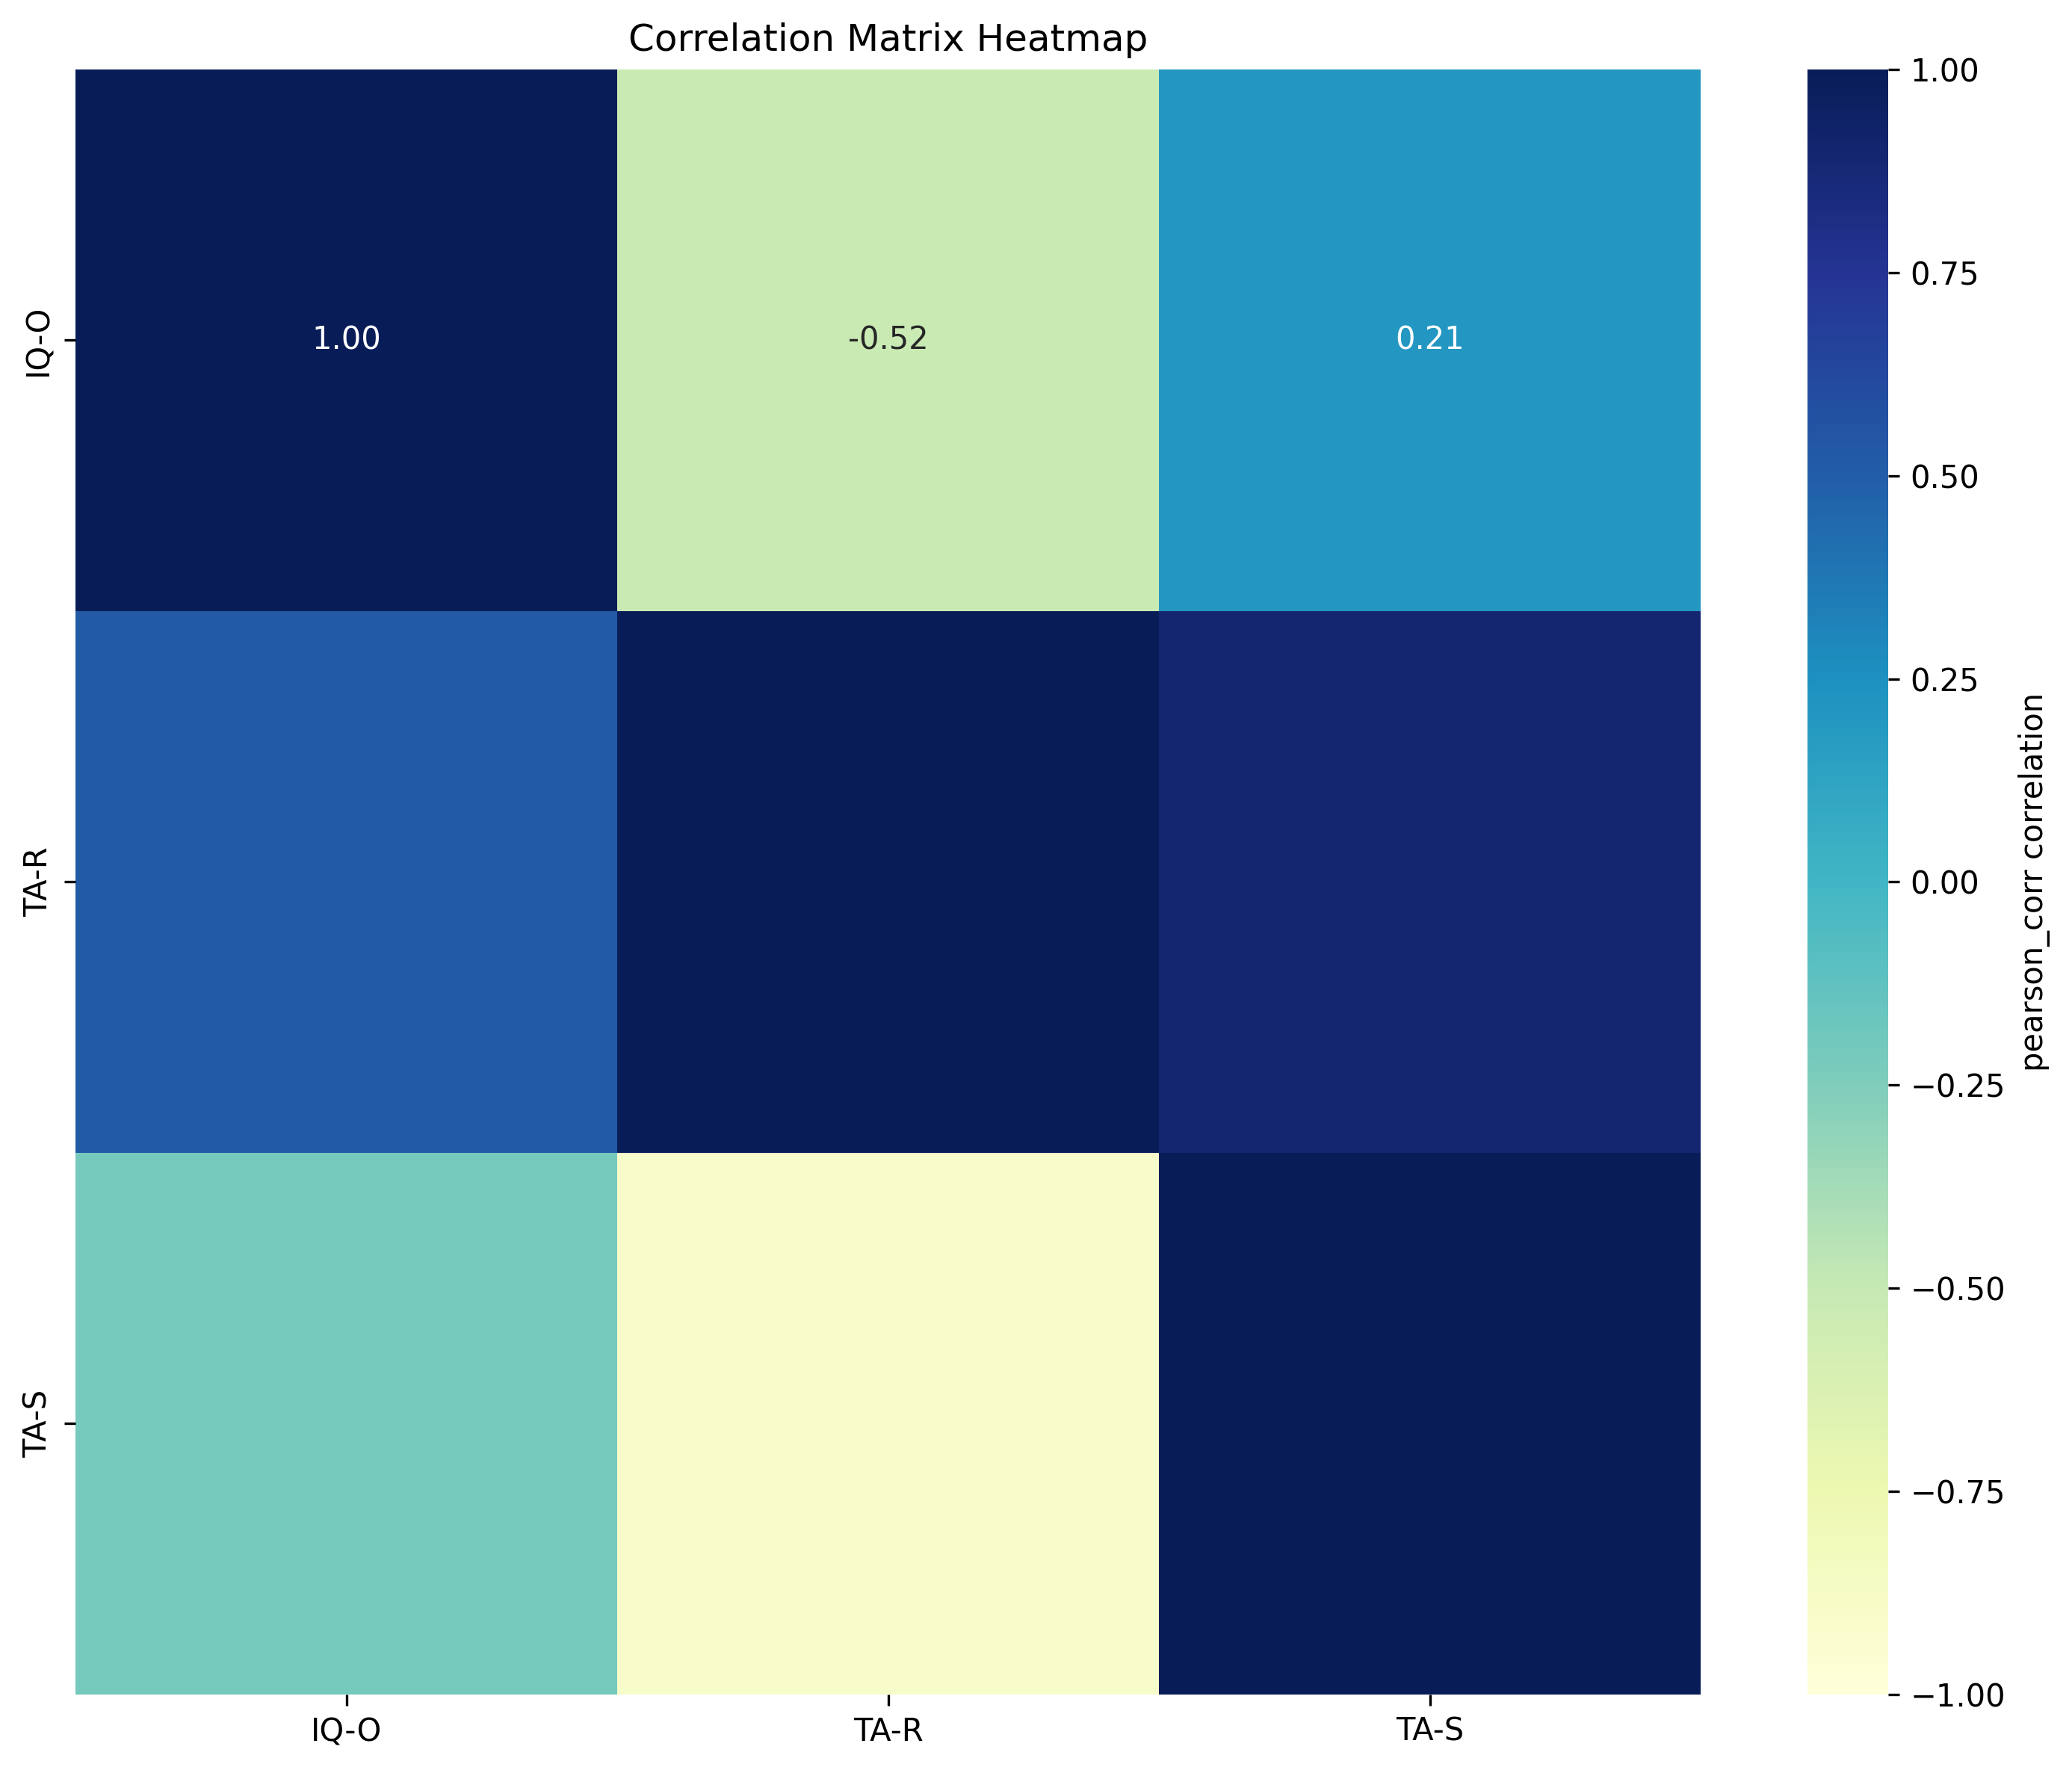 Correlation Matrix Heatmap
IQ-O
1.00
-0.52
0.21
TA-R
TA-S
IQ-O
TA-R
TA-S
1.00
0.75
0.50
0.25
0.00
−0.25
−0.50
−0.75
−1.00
pearson_corr correlation